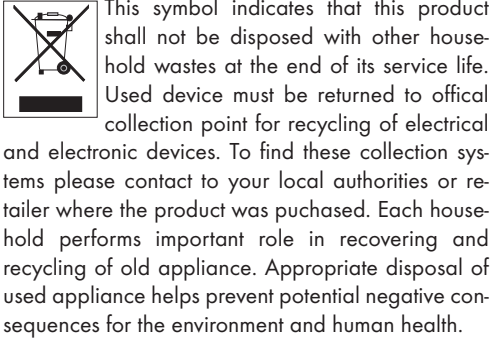 This symbol indicates that this product
shall not be disposed with other house-
hold wastes at the end of its service life.
Used device must be returned to offical
collection point for recycling of electrical
and electronic devices. To find these collection sys-
tems please contact to your local authorities or re-
tailer where the product was puchased. Each house-
hold performs important role in recovering and
recycling of old appliance. Appropriate disposal of
used appliance helps prevent potential negative con-
sequences for the environment and human health.